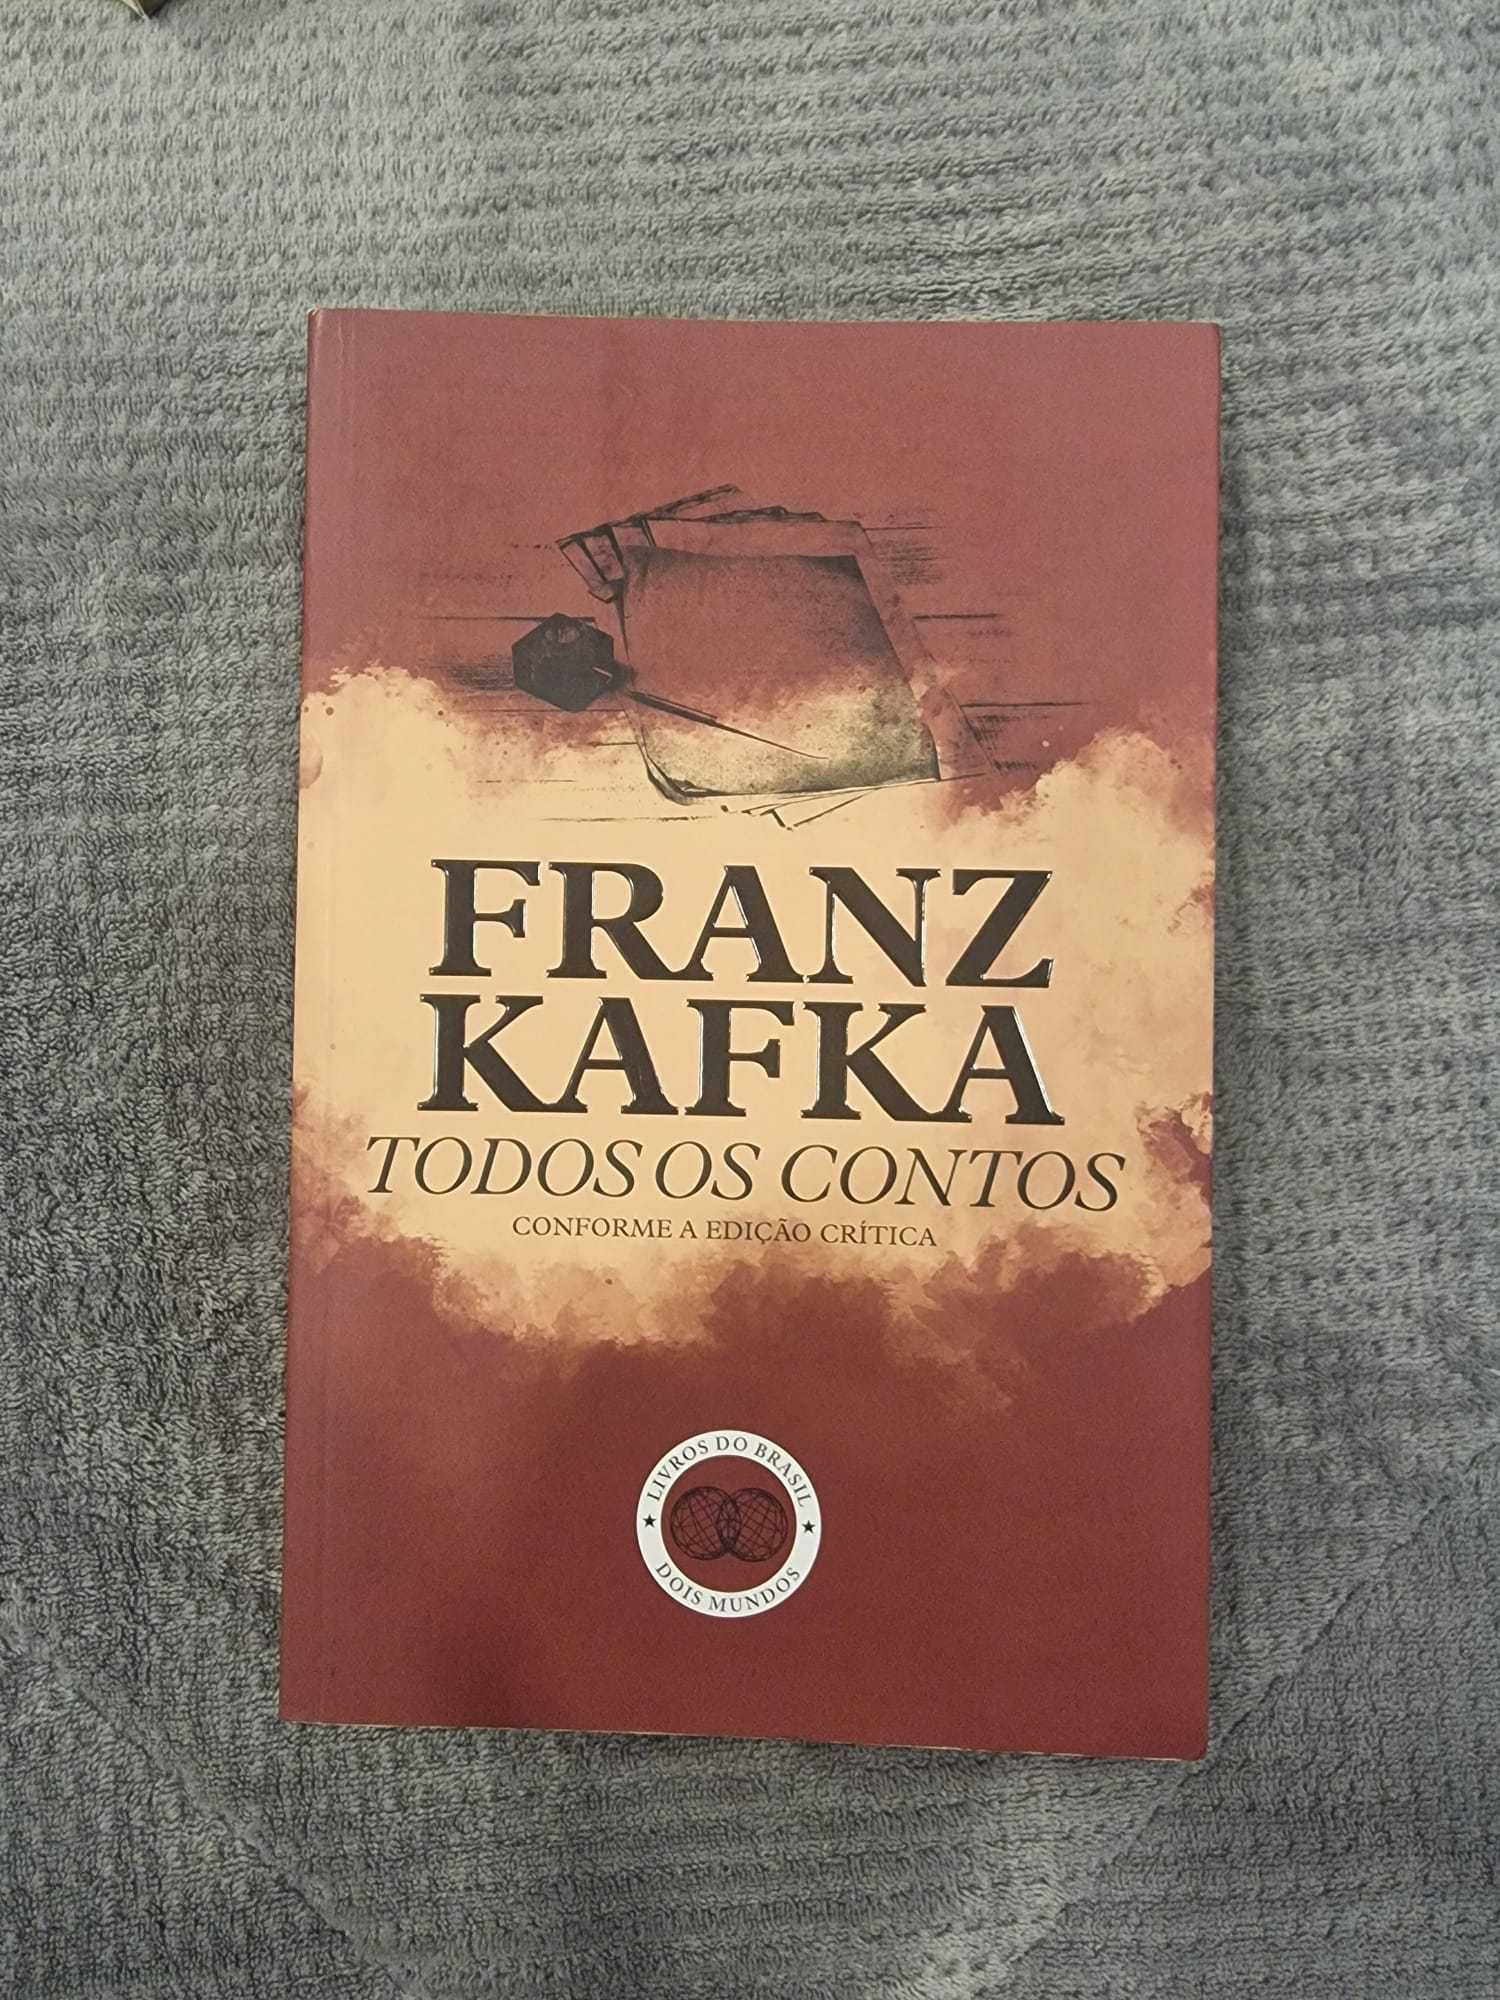 FRANZ
KAFKA
TODOS OS CONTOS
CONFORME A EDIÇÃO CRÍTICA
LIVROS DO BRASIL
DOIS MUNDOS